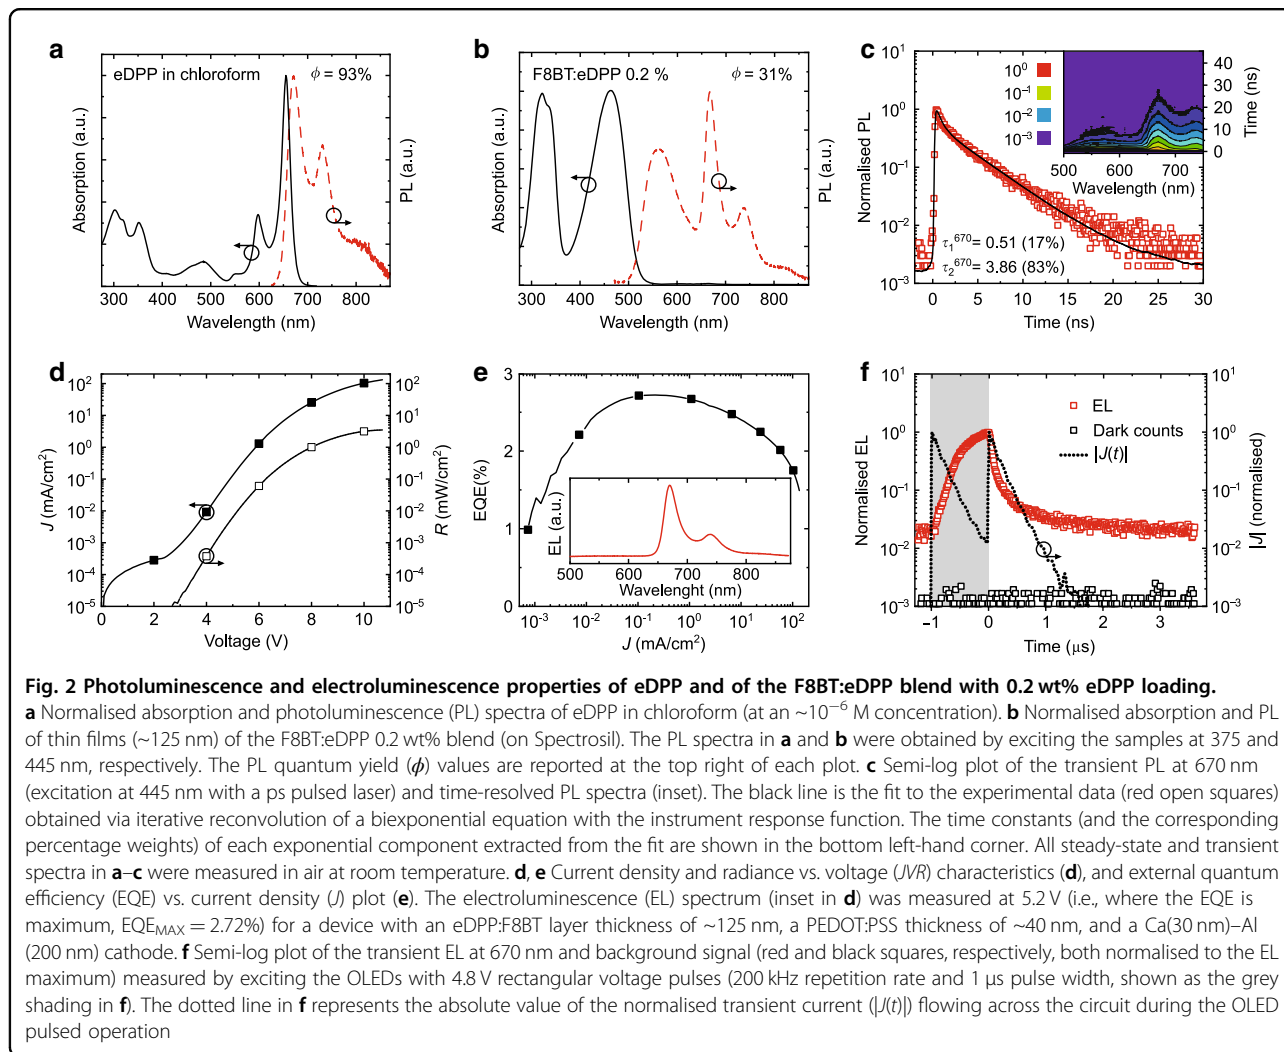 a
eDPP in chloroform
ϕ = 93%
Absorption (a.u.)
PL (a.u.)
300 400 500 600 700 800
Wavelength (nm)
b
F8BT:eDPP 0.2 %
ϕ = 31%
Absorption (a.u.)
PL (a.u.)
300 400 500 600 700 800
Wavelength (nm)
c
Normalised PL
10¹
10⁰
10⁻¹
10⁻²
10⁻³
10⁰
10⁻¹
10⁻²
10⁻³
40
30
20
10
0
Time (ns)
500 600 700
Wavelength (nm)
τ₁⁶⁷⁰= 0.51 (17%)
τ₂⁶⁷⁰= 3.86 (83%)
0 5 10 15 20 25 30
Time (ns)
d
J (mA/cm²)
10²
10¹
10⁰
10⁻¹
10⁻²
10⁻³
10⁻⁴
10⁻⁵
10²
10¹
10⁰
10⁻¹
10⁻²
10⁻³
10⁻⁴
10⁻⁵
R (mW/cm²)
0 2 4 6 8 10
Voltage (V)
e
EQE(%)
3
2
1
0
EL (a.u.)
500 600 700 800
Wavelenght (nm)
10⁻³ 10⁻² 10⁻¹ 10⁰ 10¹ 10²
J (mA/cm²)
f
Normalised EL
10¹
10⁰
10⁻¹
10⁻²
10⁻³
EL
Dark counts
|J(t)|
10¹
10⁰
10⁻¹
10⁻²
10⁻³
|J| (normalised)
−1 0 1 2 3
Time (μs)
Fig. 2 Photoluminescence and electroluminescence properties of eDPP and of the F8BT:eDPP blend with 0.2 wt% eDPP loading.
a Normalised absorption and photoluminescence (PL) spectra of eDPP in chloroform (at an ~10⁻⁶ M concentration). b Normalised absorption and PL
of thin films (~125 nm) of the F8BT:eDPP 0.2 wt% blend (on Spectrosil). The PL spectra in a and b were obtained by exciting the samples at 375 and
445 nm, respectively. The PL quantum yield (ϕ) values are reported at the top right of each plot. c Semi-log plot of the transient PL at 670 nm
(excitation at 445 nm with a ps pulsed laser) and time-resolved PL spectra (inset). The black line is the fit to the experimental data (red open squares)
obtained via iterative reconvolution of a biexponential equation with the instrument response function. The time constants (and the corresponding
percentage weights) of each exponential component extracted from the fit are shown in the bottom left-hand corner. All steady-state and transient
spectra in a–c were measured in air at room temperature. d, e Current density and radiance vs. voltage (JVR) characteristics (d), and external quantum
efficiency (EQE) vs. current density (J) plot (e). The electroluminescence (EL) spectrum (inset in d) was measured at 5.2 V (i.e., where the EQE is
maximum, EQE_MAX = 2.72%) for a device with an eDPP:F8BT layer thickness of ~125 nm, a PEDOT:PSS thickness of ~40 nm, and a Ca(30 nm)–Al
(200 nm) cathode. f Semi-log plot of the transient EL at 670 nm and background signal (red and black squares, respectively, both normalised to the EL
maximum) measured by exciting the OLEDs with 4.8 V rectangular voltage pulses (200 kHz repetition rate and 1 μs pulse width, shown as the grey
shading in f). The dotted line in f represents the absolute value of the normalised transient current (|J(t)|) flowing across the circuit during the OLED
pulsed operation